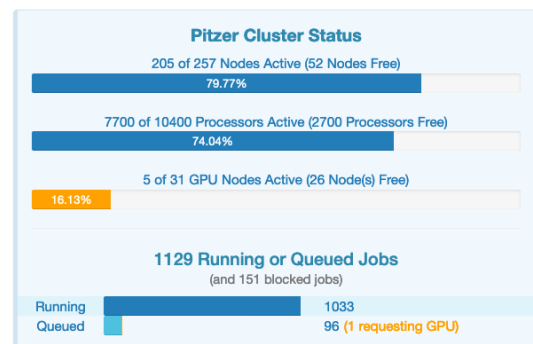 Pitzer Cluster Status
205 of 257 Nodes Active (52 Nodes Free)
79.77%
7700 of 10400 Processors Active (2700 Processors Free)
74.04%
5 of 31 GPU Nodes Active (26 Node(s) Free)
16.13%
1129 Running or Queued Jobs
(and 151 blocked jobs)
Running 1033
Queued 96 (1 requesting GPU)